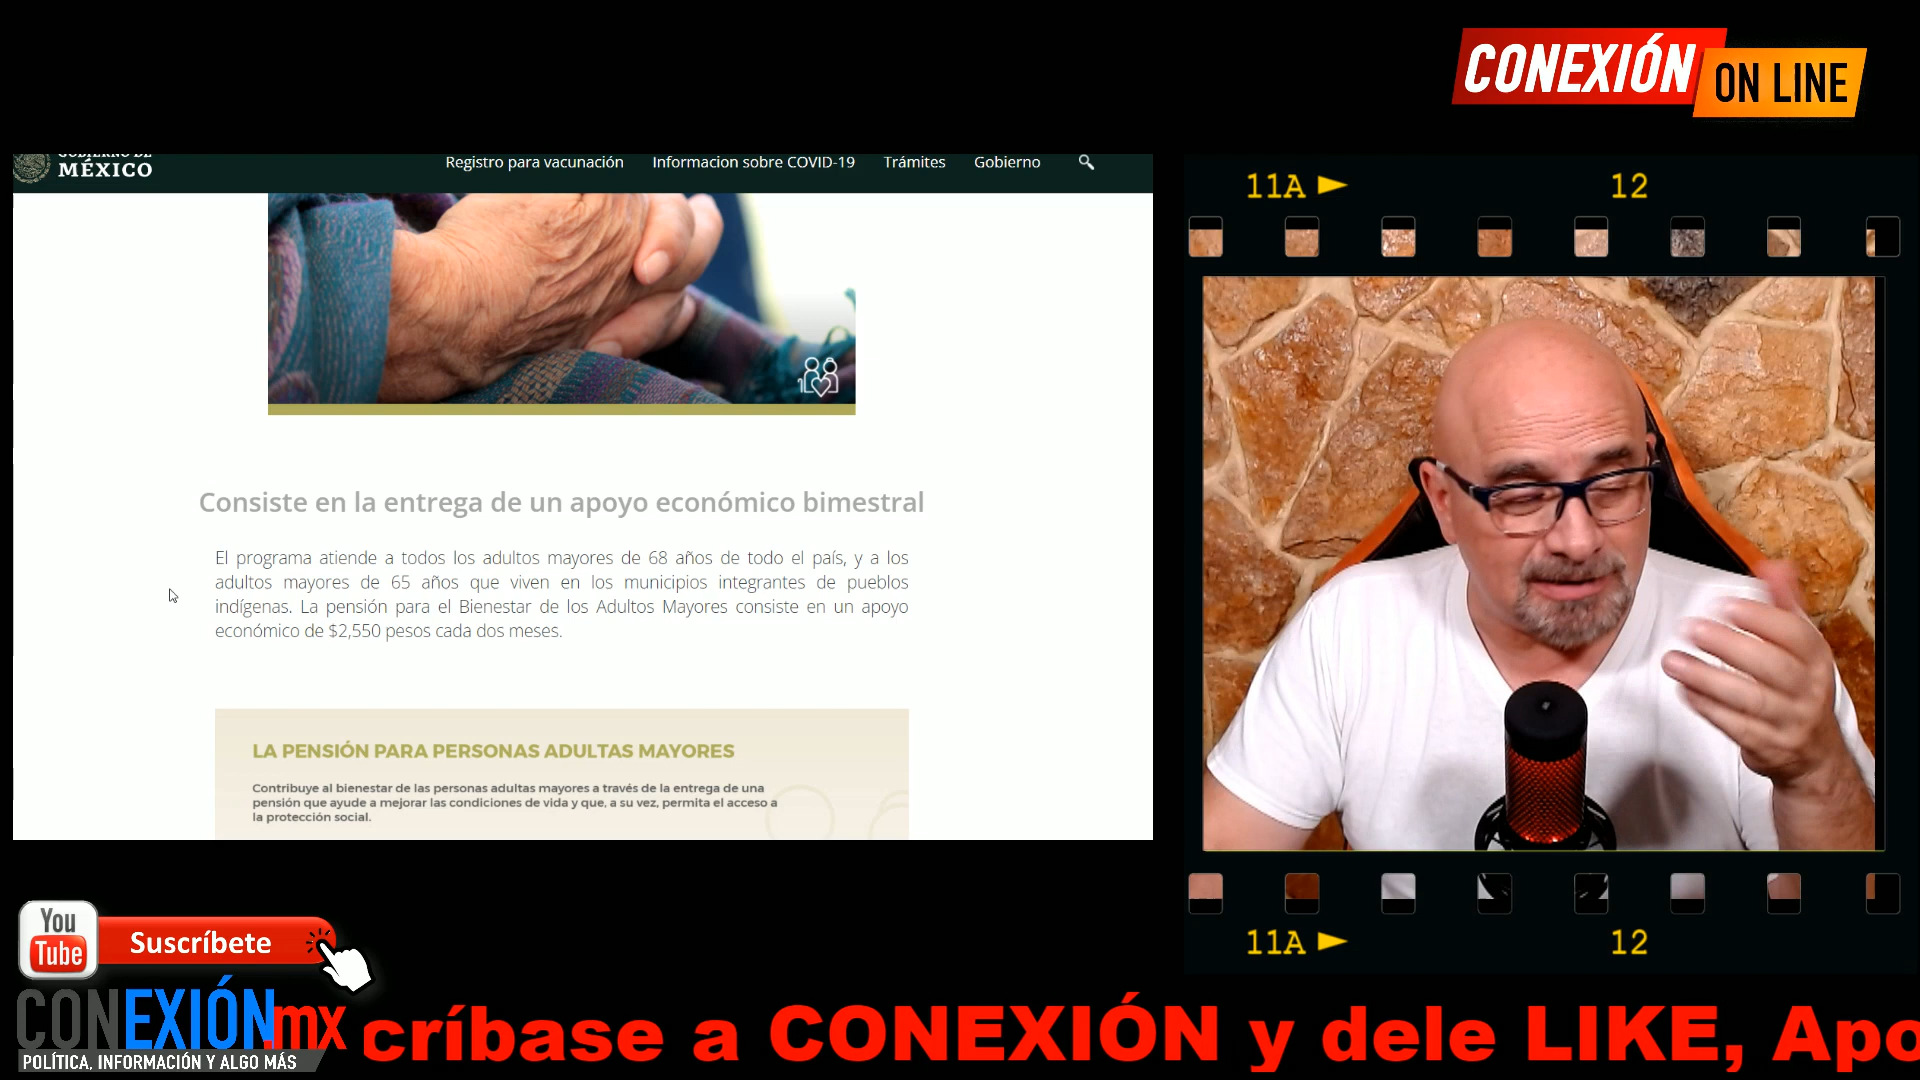 CONEXIÓN
ON LINE
GOBIERNO DE
MÉXICO
Registro para vacunación
Informacion sobre COVID-19
Trámites
Gobierno
11A
12
Consiste en la entrega de un apoyo económico bimestral
El programa atiende a todos los adultos mayores de 68 años de todo el país, y a los
adultos mayores de 65 años que viven en los municipios integrantes de pueblos
indígenas. La pensión para el Bienestar de los Adultos Mayores consiste en un apoyo
económico de $2,550 pesos cada dos meses.
LA PENSIÓN PARA PERSONAS ADULTAS MAYORES
Contribuye al bienestar de las personas adultas mayores a través de la entrega de una
pensión que ayude a mejorar las condiciones de vida y que, a su vez, permita el acceso a
la protección social.
11A
12
You
Tube
Suscríbete
CONEXIÓN.mx
POLÍTICA, INFORMACIÓN Y ALGO MÁS
críbase a CONEXIÓN y dele LIKE, Apo